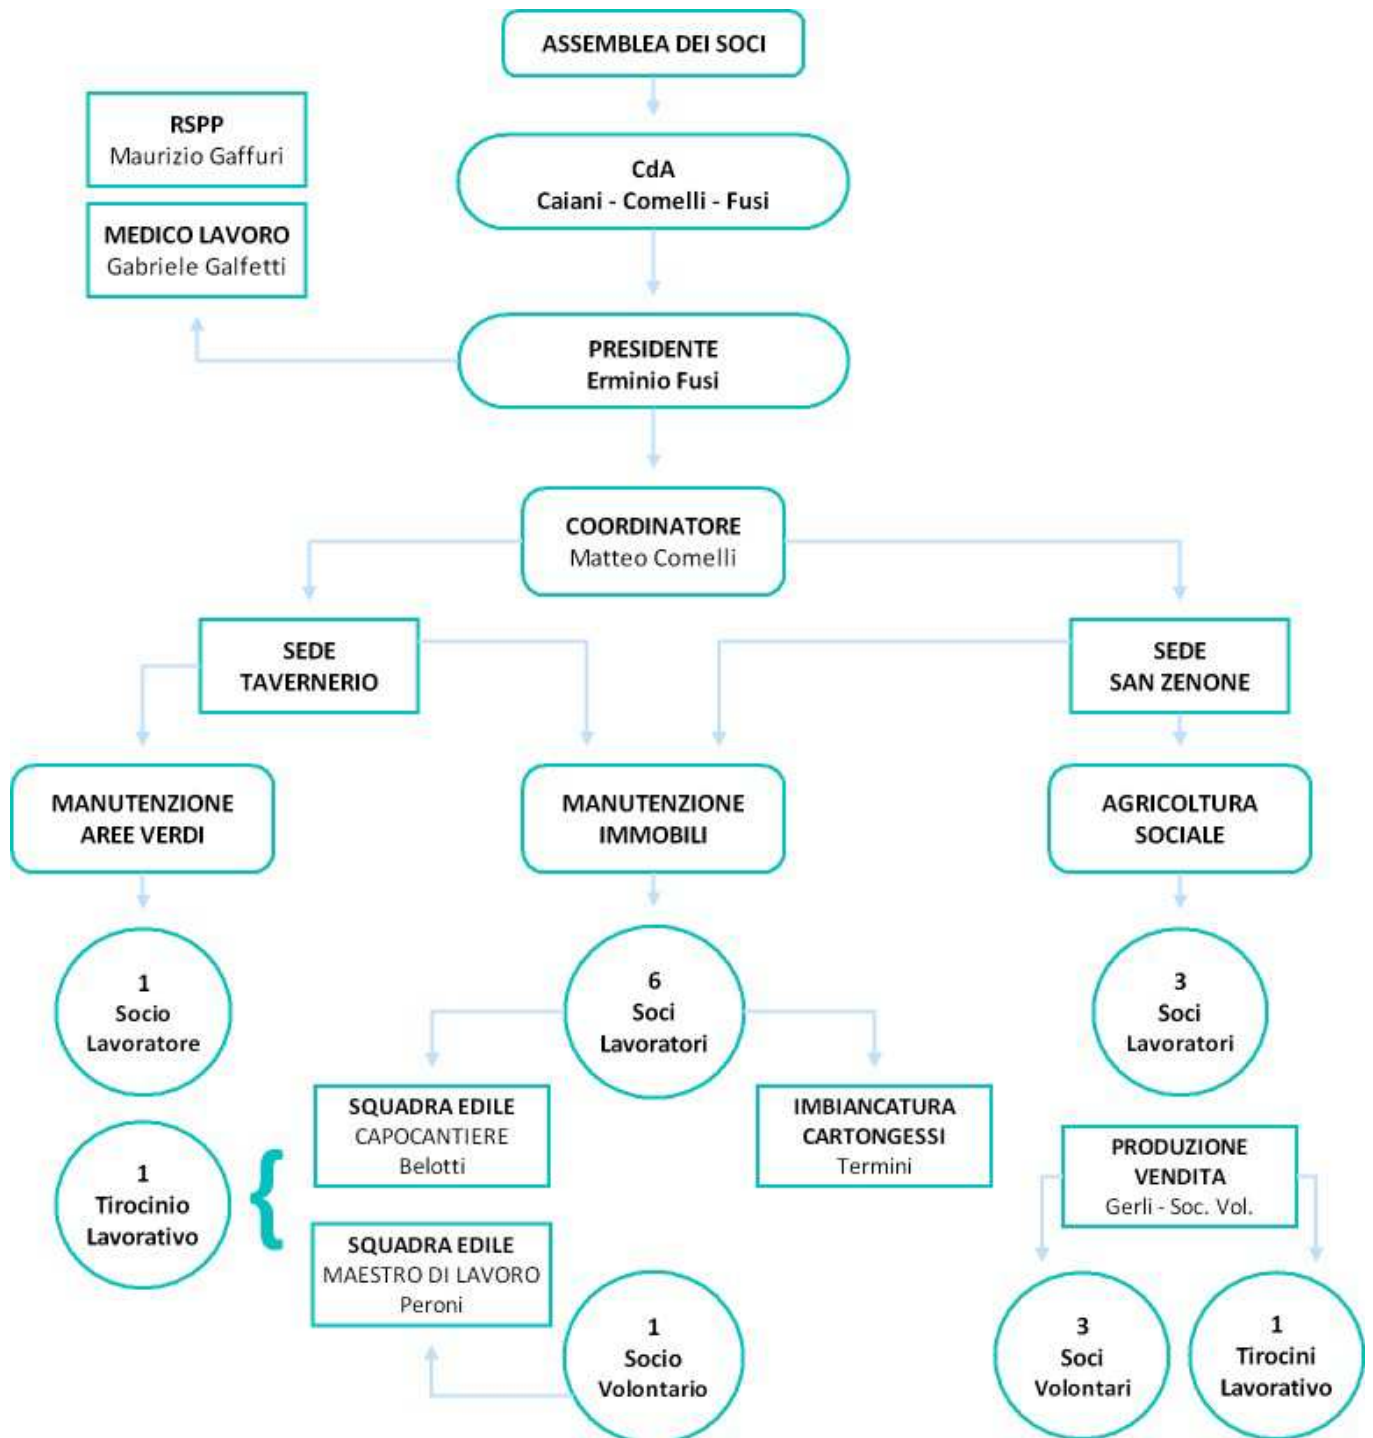 ASSEMBLEA DEI SOCI
RSPP
Maurizio Gaffuri
CdA
Caiani - Comelli - Fusi
MEDICO LAVORO
Gabriele Galfetti
PRESIDENTE
Erminio Fusi
COORDINATORE
Matteo Comelli
SEDE
TAVERNERIO
SEDE
SAN ZENONE
MANUTENZIONE
AREE VERDI
MANUTENZIONE
IMMOBILI
AGRICOLTURA
SOCIALE
1
Socio
Lavoratore
6
Soci
Lavoratori
3
Soci
Lavoratori
SQUADRA EDILE
CAPOCANTIERE
Belotti
IMBIANCATURA
CARTONGESSI
Termini
PRODUZIONE
VENDITA
Gerli - Soc. Vol.
1
Tirocinio
Lavorativo
{
SQUADRA EDILE
MAESTRO DI LAVORO
Peroni
1
Socio
Volontario
3
Soci
Volontari
1
Tirocini
Lavorativo